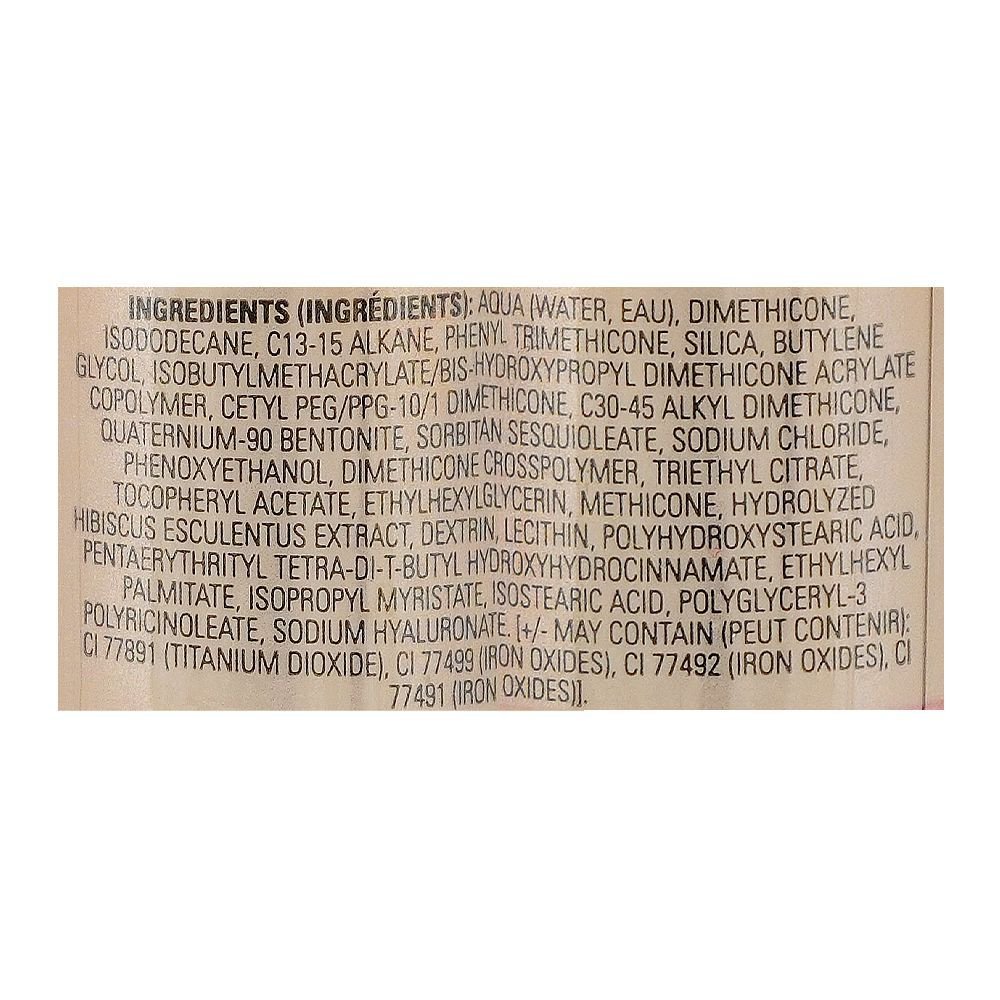 INGREDIENTS (INGRÉDIENTS): AQUA (WATER, EAU), DIMETHICONE,
ISODODECANE, C13-15 ALKANE, PHENYL TRIMETHICONE, SILICA, BUTYLENE
GLYCOL, ISOBUTYLMETHACRYLATE/BIS-HYDROXYPROPYL DIMETHICONE ACRYLATE
COPOLYMER, CETYL PEG/PPG-10/1 DIMETHICONE, C30-45 ALKYL DIMETHICONE,
QUATERNIUM-90 BENTONITE, SORBITAN SESQUIOLEATE, SODIUM CHLORIDE,
PHENOXYETHANOL, DIMETHICONE CROSSPOLYMER, TRIETHYL CITRATE,
TOCOPHERYL ACETATE, ETHYLHEXYLGLYCERIN, METHICONE, HYDROLYZED
HIBISCUS ESCULENTUS EXTRACT, DEXTRIN, LECITHIN, POLYHYDROXYSTEARIC ACID,
PENTAERYTHRITYL TETRA-DI-T-BUTYL HYDROXYHYDROCINNAMATE, ETHYLHEXYL
PALMITATE, ISOPROPYL MYRISTATE, ISOSTEARIC ACID, POLYGLYCERYL-3
POLYRICINOLEATE, SODIUM HYALURONATE. [+/- MAY CONTAIN (PEUT CONTENIR):
CI 77891 (TITANIUM DIOXIDE), CI 77499 (IRON OXIDES), CI 77492 (IRON OXIDES), CI
77491 (IRON OXIDES)].